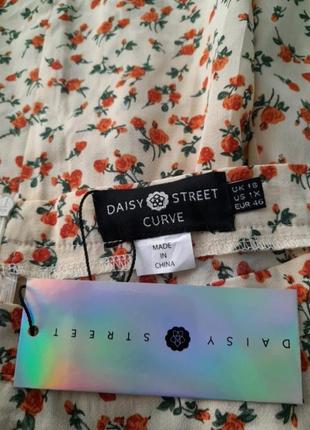 DAISY STREET
CURVE
UK 18
US 1X
EUR 46
MADE
IN
CHINA
DAISY STREET